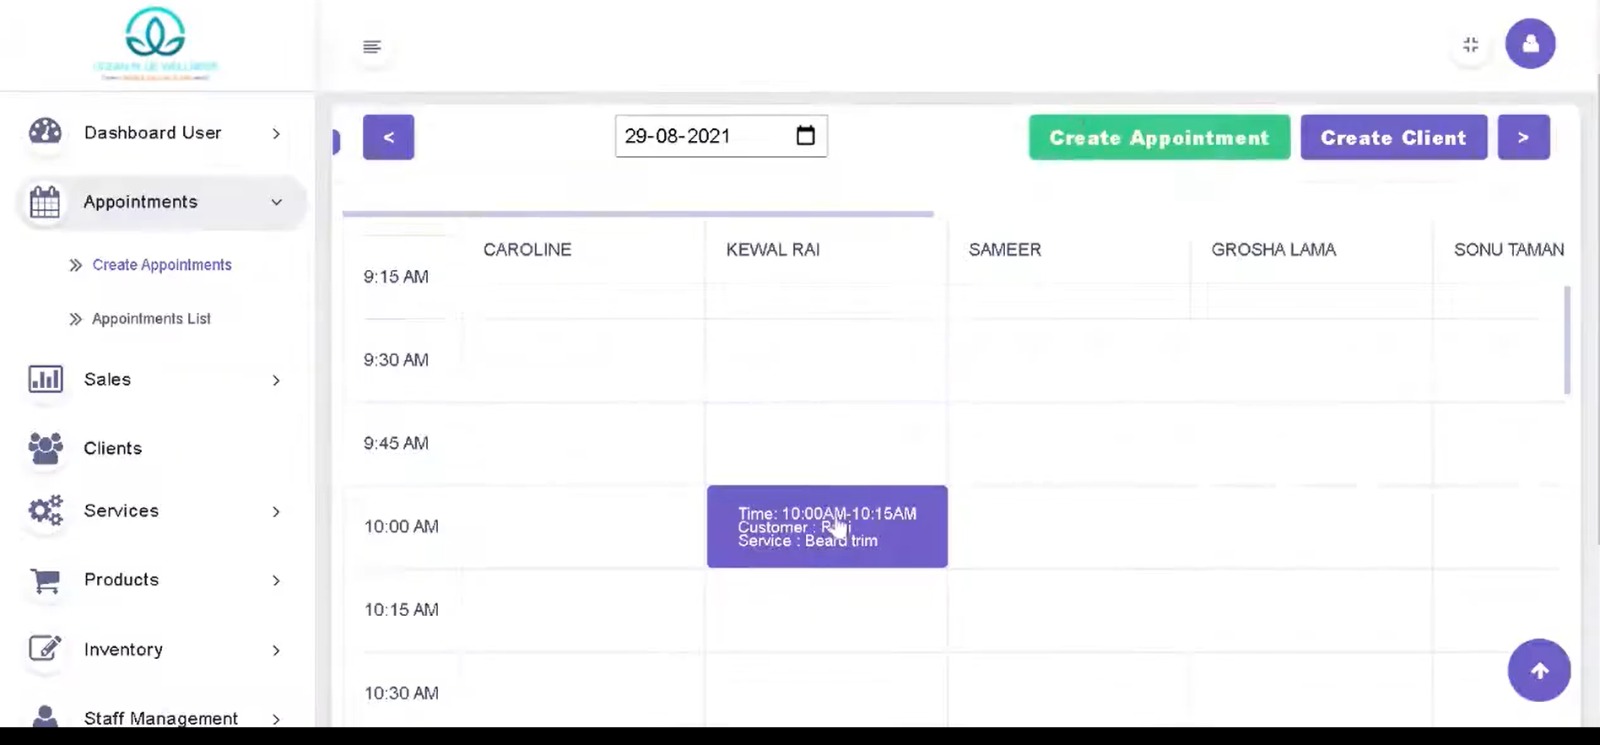 Dashboard User
Appointments
Create Appointments
Appointments List
Sales
Clients
Services
Products
Inventory
Staff Management
<
29-08-2021
Create Appointment
Create Client
>
CAROLINE
KEWAL RAI
SAMEER
GROSHA LAMA
SONU TAMAN
9:15 AM
9:30 AM
9:45 AM
10:00 AM
Time: 10:00AM-10:15AM
Customer :
Service : Beard trim
10:15 AM
10:30 AM